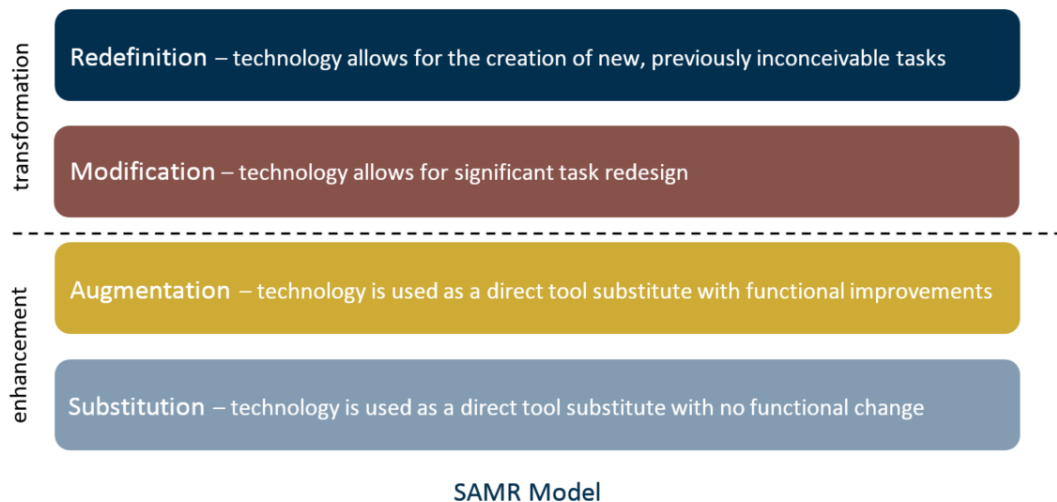 transformation
Redefinition – technology allows for the creation of new, previously inconceivable tasks
Modification – technology allows for significant task redesign
enhancement
Augmentation – technology is used as a direct tool substitute with functional improvements
Substitution – technology is used as a direct tool substitute with no functional change
SAMR Model